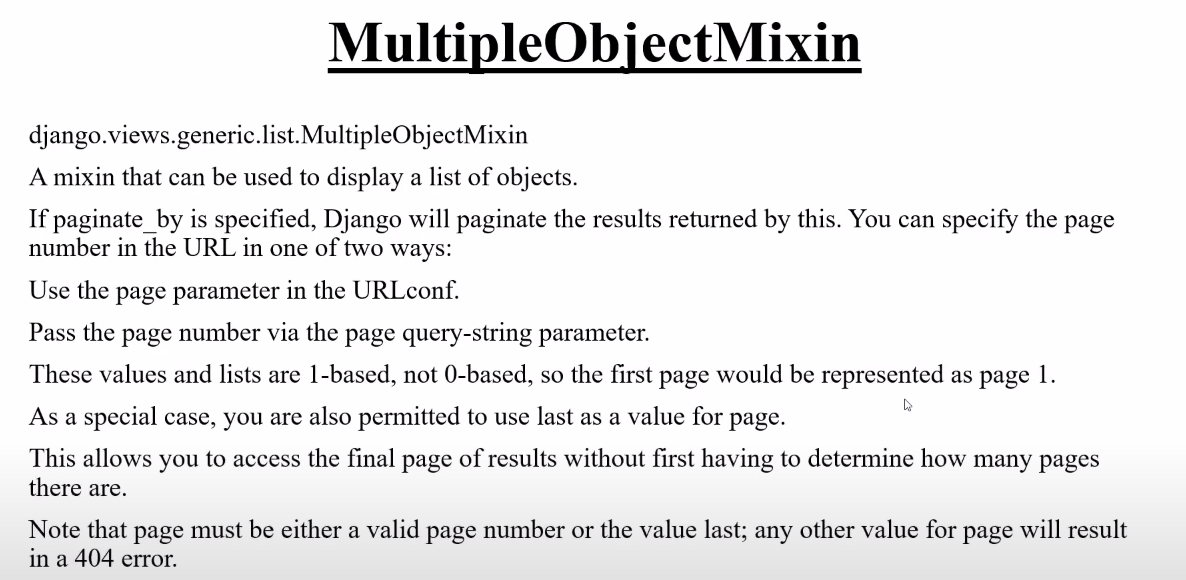 MultipleObjectMixin
django.views.generic.list.MultipleObjectMixin
A mixin that can be used to display a list of objects.
If paginate_by is specified, Django will paginate the results returned by this. You can specify the page
number in the URL in one of two ways:
Use the page parameter in the URLconf.
Pass the page number via the page query-string parameter.
These values and lists are 1-based, not 0-based, so the first page would be represented as page 1.
As a special case, you are also permitted to use last as a value for page.
This allows you to access the final page of results without first having to determine how many pages
there are.
Note that page must be either a valid page number or the value last; any other value for page will result
in a 404 error.